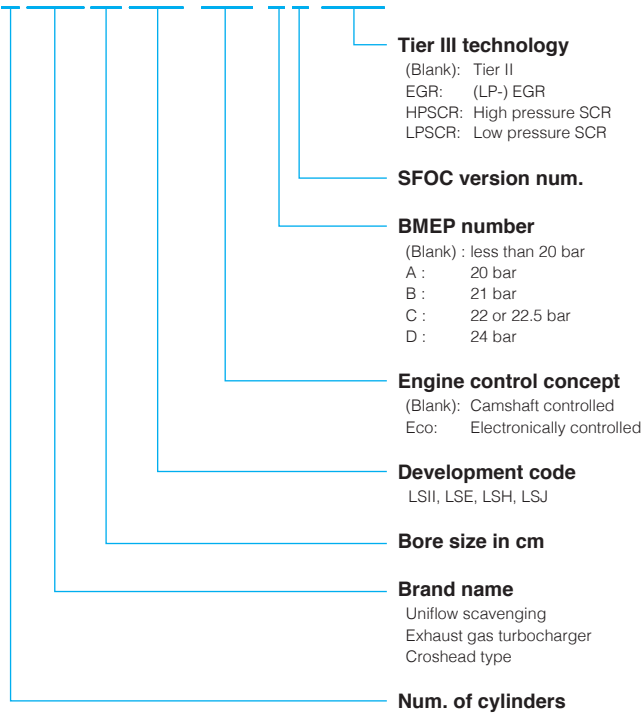 Tier III technology
(Blank): Tier II
EGR: (LP-) EGR
HPSCR: High pressure SCR
LPSCR: Low pressure SCR
SFOC version num.
BMEP number
(Blank) : less than 20 bar
A : 20 bar
B : 21 bar
C : 22 or 22.5 bar
D : 24 bar
Engine control concept
(Blank): Camshaft controlled
Eco: Electronically controlled
Development code
LSII, LSE, LSH, LSJ
Bore size in cm
Brand name
Uniflow scavenging
Exhaust gas turbocharger
Croshead type
Num. of cylinders